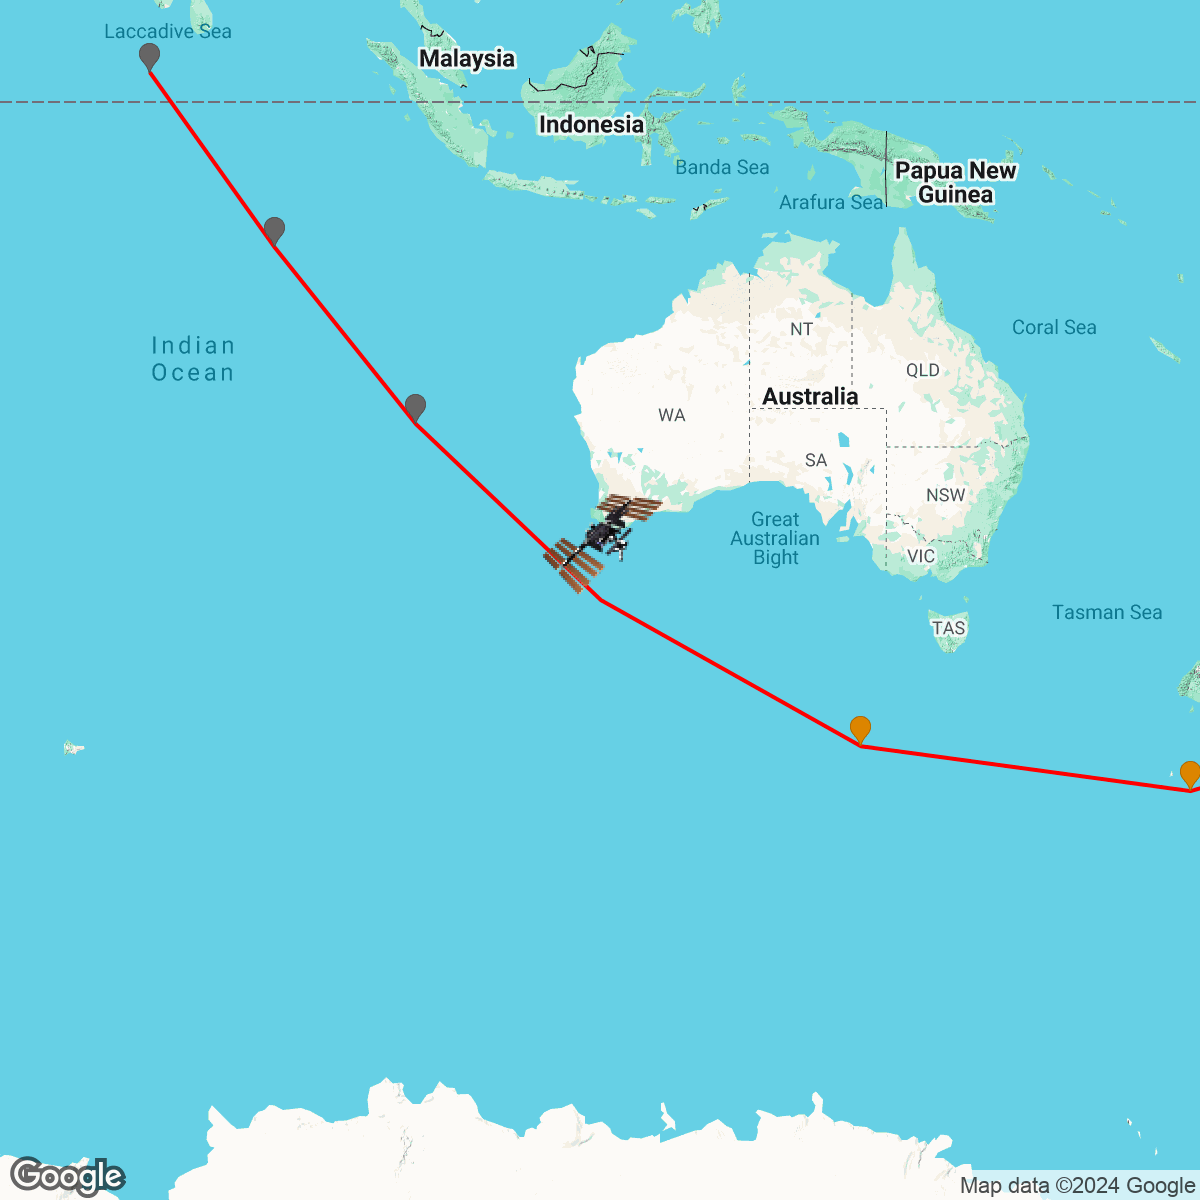 Laccadive Sea
Malaysia
Indonesia
Banda Sea
Papua New
Guinea
Arafura Sea
Coral Sea
NT
Indian
Ocean
QLD
Australia
WA
SA
NSW
Great
Australian
Bight
VIC
Tasman Sea
TAS
Google
Map data ©2024 Google